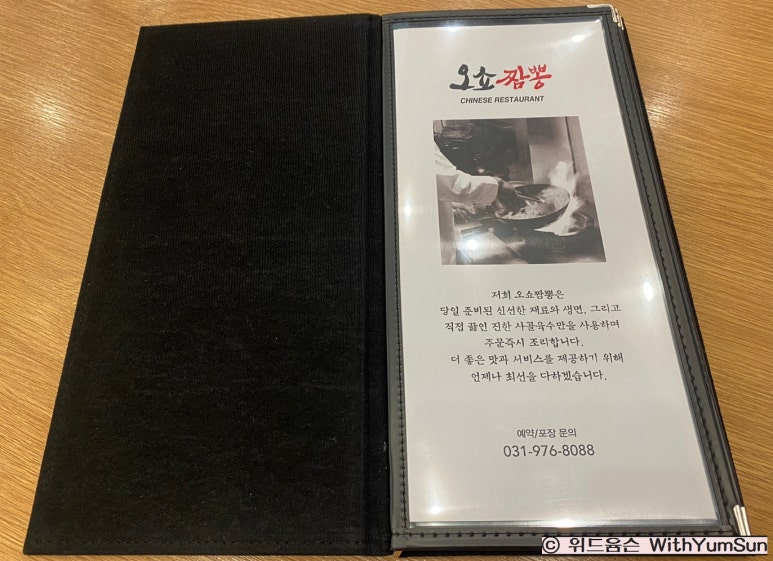 오쇼짬뽕
CHINESE RESTAURANT
저희 오쇼짬뽕은
당일 준비된 신선한 재료와 생면, 그리고
직접 끓인 진한 사골육수만을 사용하며
주문즉시 조리합니다.
더 좋은 맛과 서비스를 제공하기 위해
언제나 최선을 다하겠습니다.
예약/포장 문의
031-976-8088
© 위드윰슨 WithYumSun